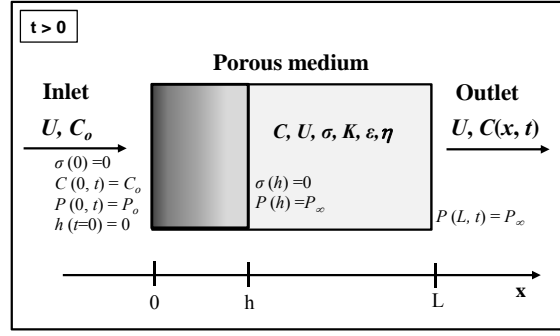 t > 0
Porous medium
Inlet
U, Cₒ
σ (0) =0
C (0, t) = Cₒ
P (0, t) = Pₒ
h (t=0) = 0
C, U, σ, K, ε, η
σ (h) =0
P (h) =P∞
Outlet
U, C(x, t)
P (L, t) = P∞
0
h
L
x